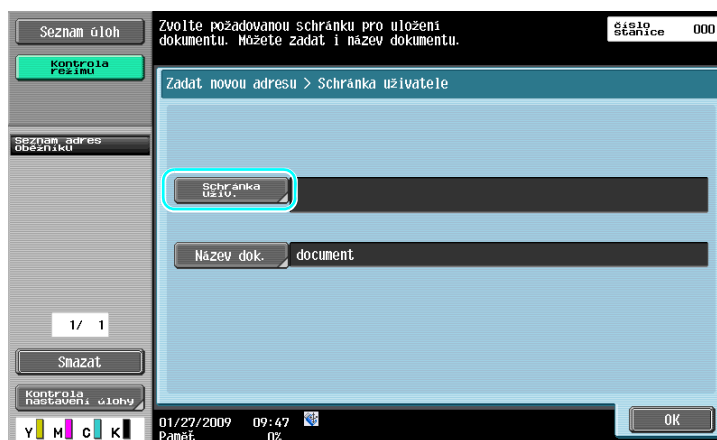 Seznam úloh
Zvolte požadovanou schránku pro uložení
dokumentu. Můžete zadat i název dokumentu.
číslo
stanice
000
Kontrola
režimu
Zadat novou adresu > Schránka uživatele
Seznam adres
oběžníku
Schránka
uživ.
Název dok.
document
1/ 1
Smazat
Kontrola
nastavení úlohy
Y M C K
01/27/2009 09:47
Paměť 0%
OK